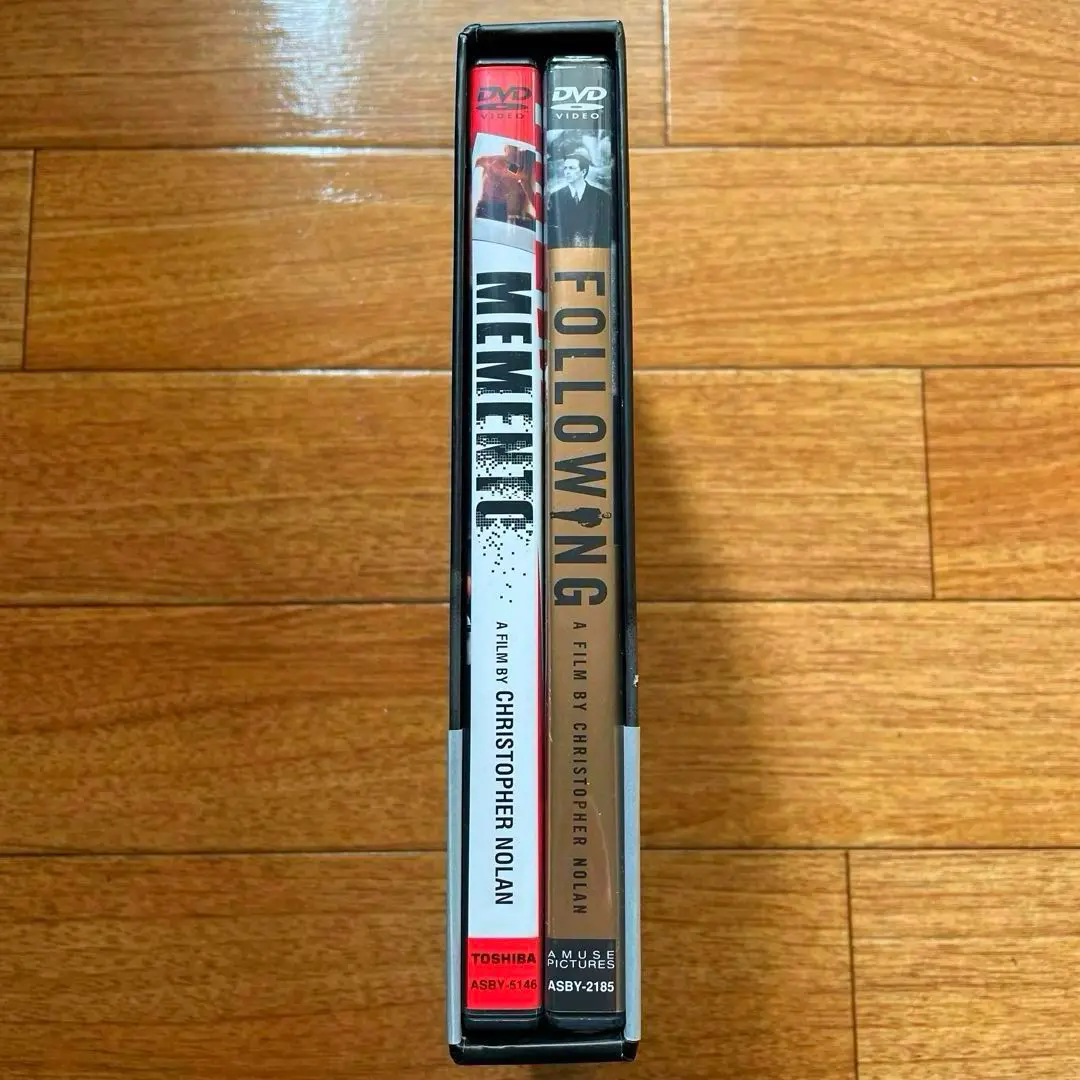 DVD
VIDEO
MEMENTO
A FILM BY CHRISTOPHER NOLAN
TOSHIBA
ASBY-5146
DVD
VIDEO
FOLLOWING
A FILM BY CHRISTOPHER NOLAN
AMUSE
PICTURES
ASBY-2185